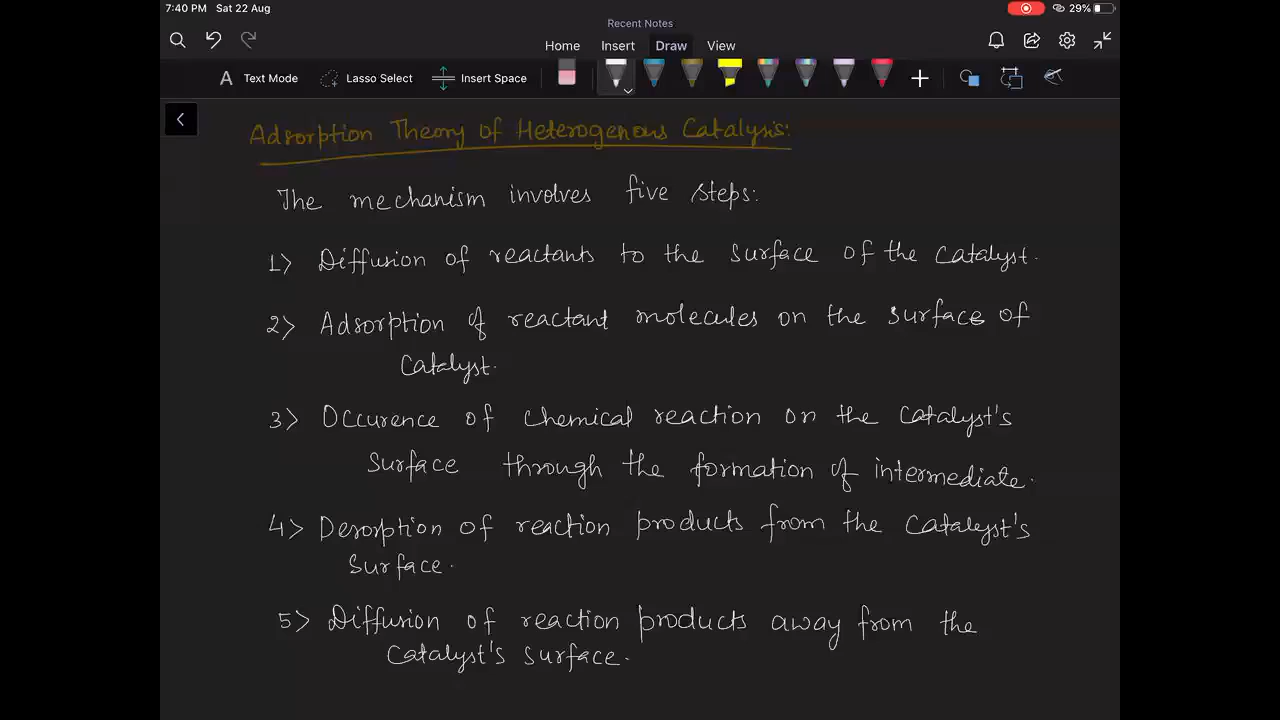 7:40 PM Sat 22 Aug
29%
Recent Notes
Home Insert Draw View
A Text Mode Lasso Select Insert Space
Adsorption Theory of Heterogenous Catalysis:
The mechanism involves five steps:
1> Diffusion of reactants to the surface of the catalyst.
2> Adsorption of reactant molecules on the surface of
catalyst.
3> Occurence of chemical reaction on the catalyst's
surface through the formation of intermediate.
4> Desorption of reaction products from the catalyst's
surface.
5> Diffusion of reaction products away from the
catalyst's surface.